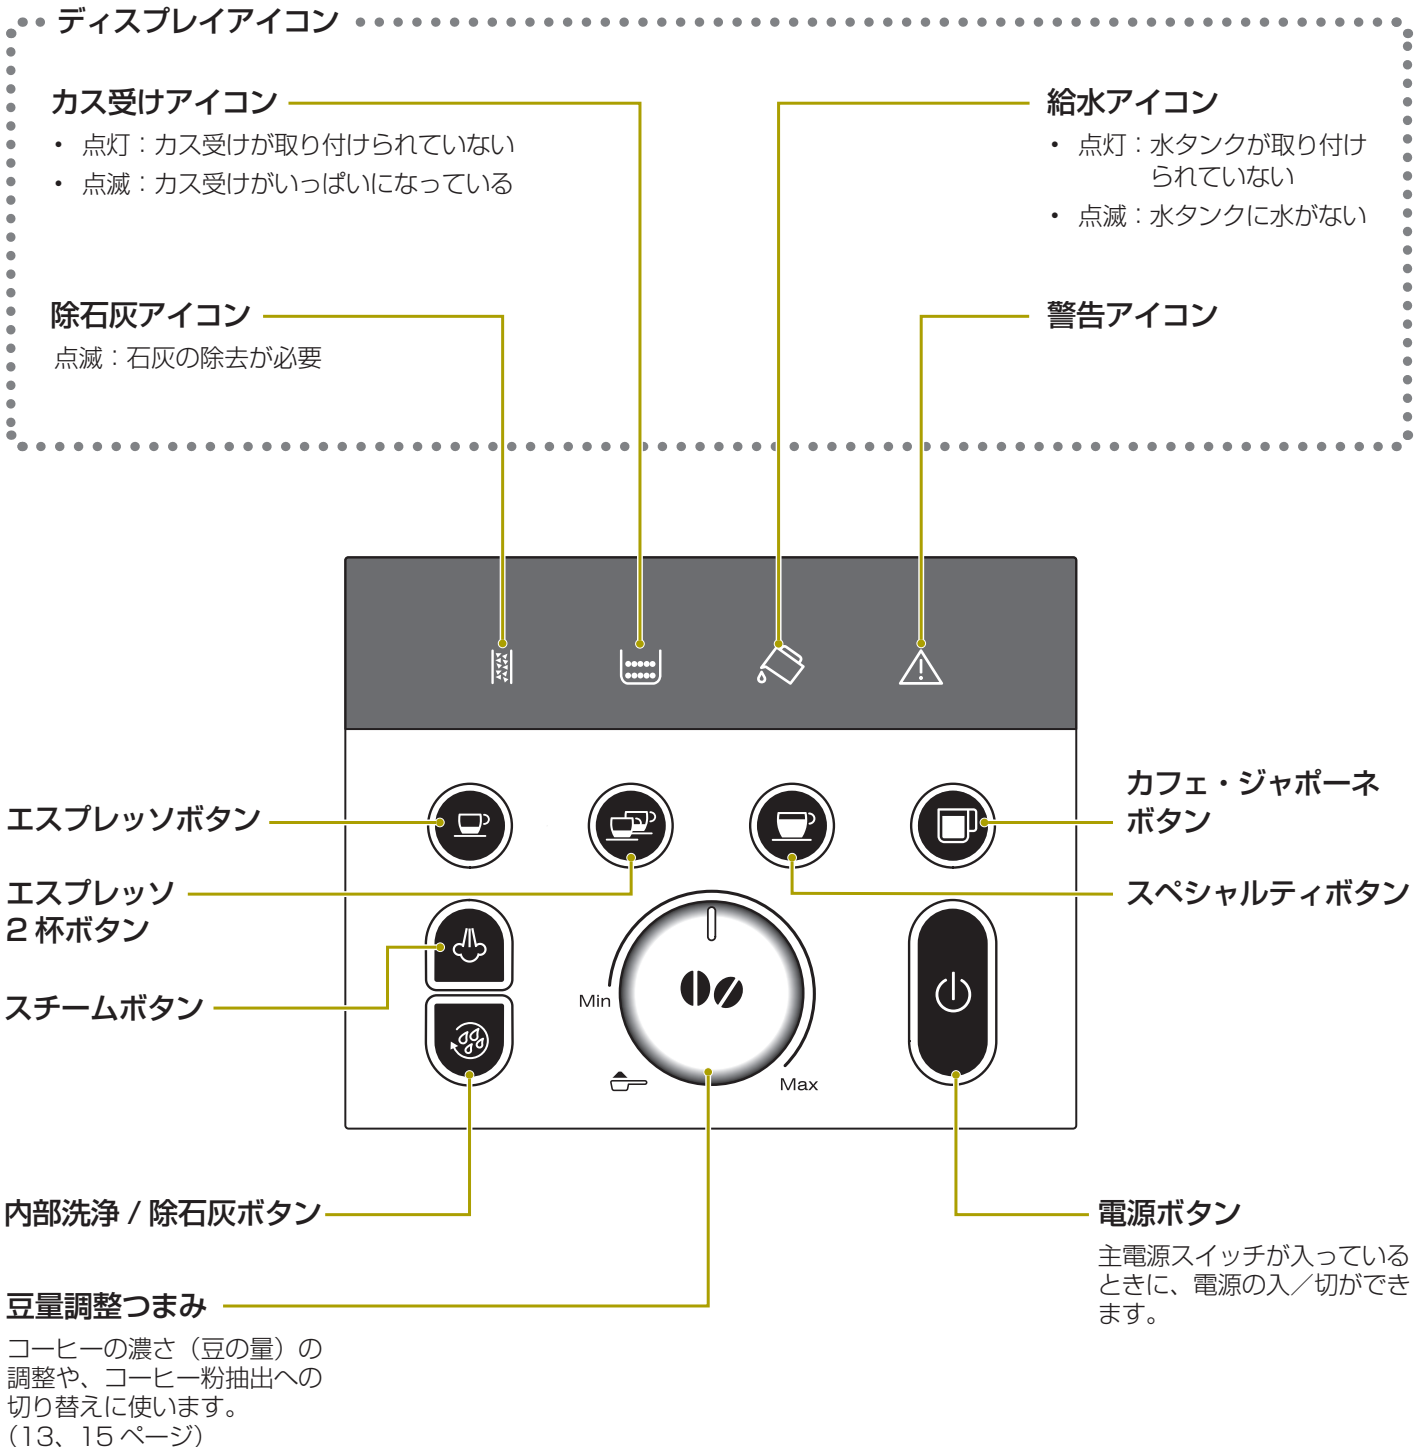 ディスプレイアイコン
カス受けアイコン
・ 点灯：カス受けが取り付けられていない
・ 点滅：カス受けがいっぱいになっている
給水アイコン
・ 点灯：水タンクが取り付け
られていない
・ 点滅：水タンクに水がない
除石灰アイコン
点滅：石灰の除去が必要
警告アイコン
エスプレッソボタン
カフェ・ジャポーネ
ボタン
エスプレッソ
2 杯ボタン
スペシャルティボタン
スチームボタン
Min
Max
内部洗浄 / 除石灰ボタン
電源ボタン
主電源スイッチが入っている
ときに、電源の入／切ができ
ます。
豆量調整つまみ
コーヒーの濃さ（豆の量）の
調整や、コーヒー粉抽出への
切り替えに使います。
（13、15 ページ）